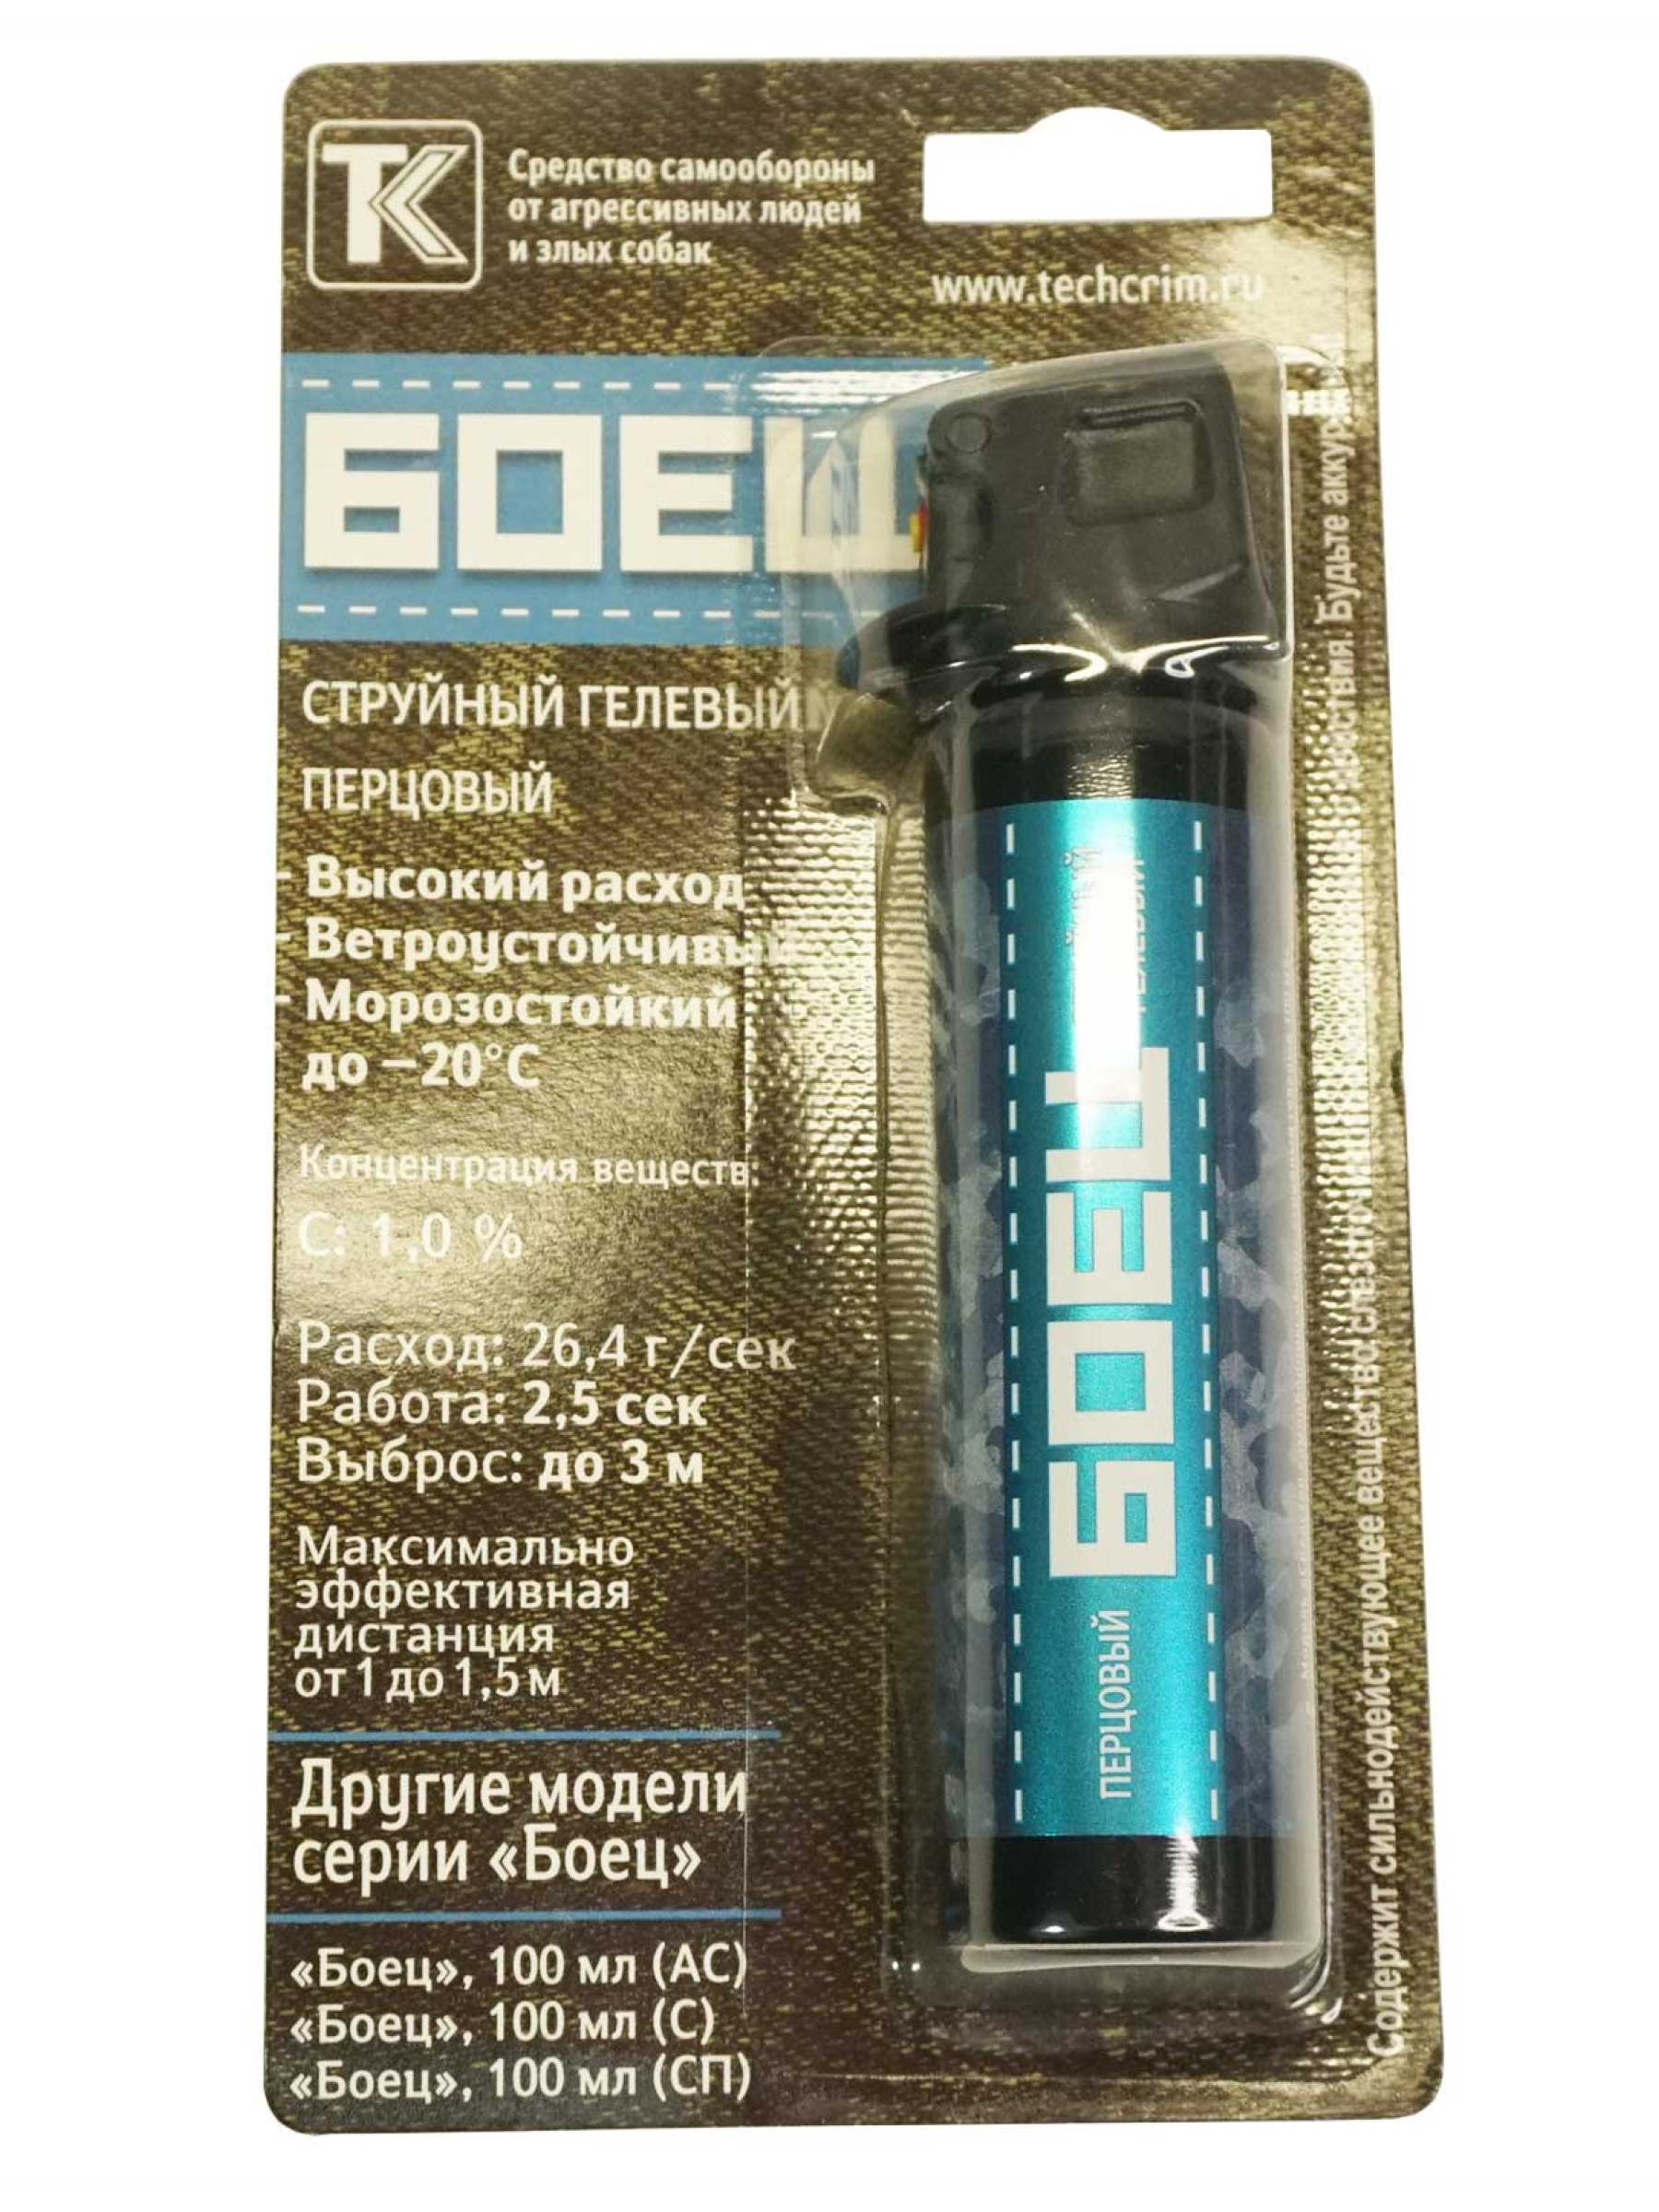 ТК
Средство самообороны
от агрессивных людей
и злых собак
www.techcrim.ru
БОЕЦ
СТРУЙНЫЙ ГЕЛЕВЫЙ
ПЕРЦОВЫЙ
- Высокий расход
- Ветроустойчивый
- Морозостойкий
до –20°C
Концентрация веществ:
С: 1,0 %
Расход: 26,4 г/сек
Работа: 2,5 сек
Выброс: до 3 м
Максимально
эффективная
дистанция
от 1 до 1,5 м
Другие модели
серии «Боец»
«Боец», 100 мл (АС)
«Боец», 100 мл (С)
«Боец», 100 мл (СП)
ПЕРЦОВЫЙ
БОЕЦ
ГЕЛЕВЫЙ
Содержит сильнодействующее вещество Будьте